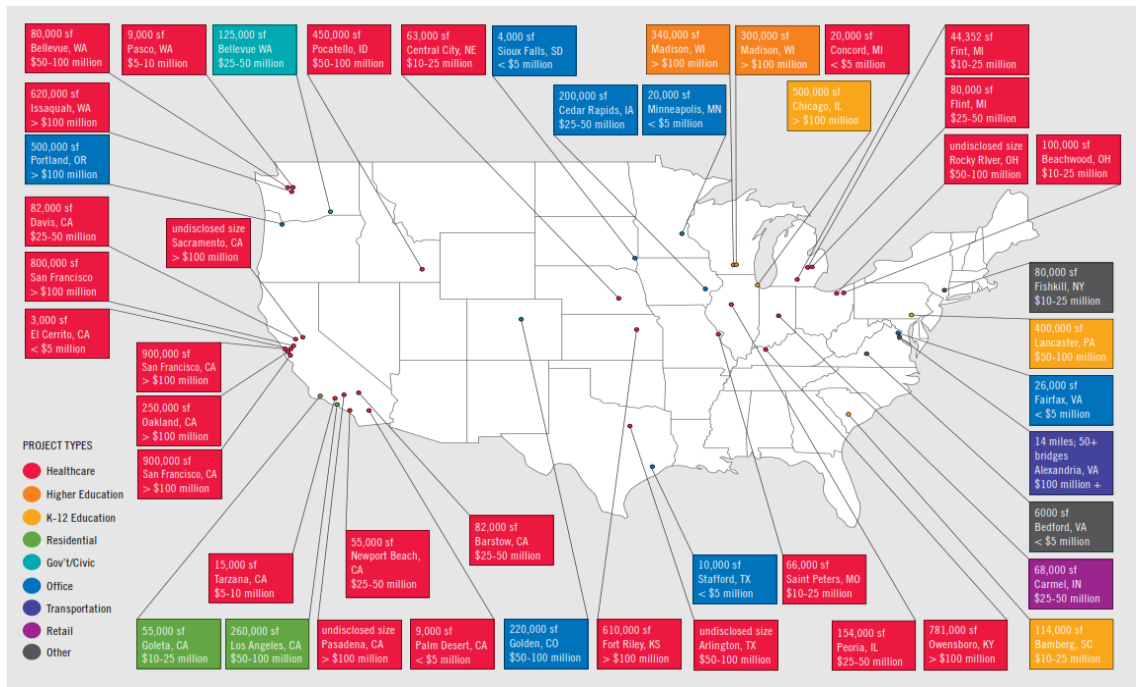 80,000 sf
Bellevue, WA
$50-100 million
9,000 sf
Pasco, WA
$5-10 million
125,000 sf
Bellevue WA
$25-50 million
450,000 sf
Pocatello, ID
$50-100 million
63,000 sf
Central City, NE
$10-25 million
4,000 sf
Sioux Falls, SD
< $5 million
340,000 sf
Madison, WI
> $100 million
300,000 sf
Madison, WI
> $100 million
20,000 sf
Concord, MI
< $5 million
44,352 sf
Fint, MI
$10-25 million
620,000 sf
Issaquah, WA
> $100 million
200,000 sf
Cedar Rapids, IA
$25-50 million
20,000 sf
Minneapolis, MN
< $5 million
500,000 sf
Chicago, IL
> $100 million
80,000 sf
Flint, MI
$25-50 million
500,000 sf
Portland, OR
> $100 million
undisclosed size
Rocky RIver, OH
$50-100 million
100,000 sf
Beachwood, OH
$10-25 million
82,000 sf
Davis, CA
$25-50 million
undisclosed size
Sacramento, CA
> $100 million
800,000 sf
San Francisco
> $100 million
80,000 sf
Fishkill, NY
$10-25 million
3,000 sf
El Cerrito, CA
< $5 million
400,000 sf
Lancaster, PA
$50-100 million
900,000 sf
San Francisco, CA
> $100 million
26,000 sf
Fairfax, VA
< $5 million
250,000 sf
Oakland, CA
> $100 million
14 miles; 50+
bridges
Alexandria, VA
$100 million +
900,000 sf
San Francisco, CA
> $100 million
6000 sf
Bedford, VA
< $5 million
PROJECT TYPES
Healthcare
Higher Education
K-12 Education
Residential
Gov't/Civic
Office
Transportation
Retail
Other
15,000 sf
Tarzana, CA
$5-10 million
55,000 sf
Newport Beach,
CA
$25-50 million
82,000 sf
Barstow, CA
$25-50 million
10,000 sf
Stafford, TX
< $5 million
66,000 sf
Saint Peters, MO
$10-25 million
68,000 sf
Carmel, IN
$25-50 million
55,000 sf
Goleta, CA
$10-25 million
260,000 sf
Los Angeles, CA
$50-100 million
undisclosed size
Pasadena, CA
> $100 million
9,000 sf
Palm Desert, CA
< $5 million
220,000 sf
Golden, CO
$50-100 million
610,000 sf
Fort Riley, KS
> $100 million
undisclosed size
Arlington, TX
$50-100 million
154,000 sf
Peoria, IL
$25-50 million
781,000 sf
Owensboro, KY
> $100 million
114,000 sf
Bamberg, SC
$10-25 million